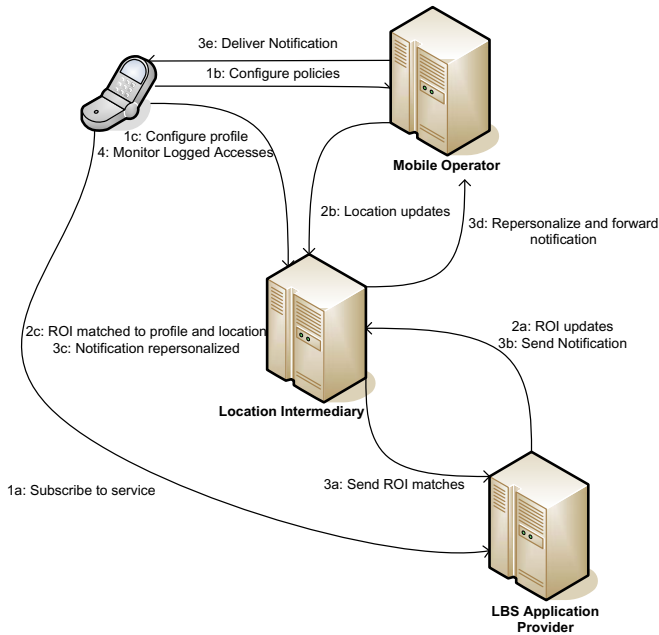 3e: Deliver Notification
1b: Configure policies
1c: Configure profile
4: Monitor Logged Accesses
Mobile Operator
2b: Location updates
3d: Repersonalize and forward
notification
2c: ROI matched to profile and location
3c: Notification repersonalized
2a: ROI updates
3b: Send Notification
Location Intermediary
3a: Send ROI matches
1a: Subscribe to service
LBS Application
Provider